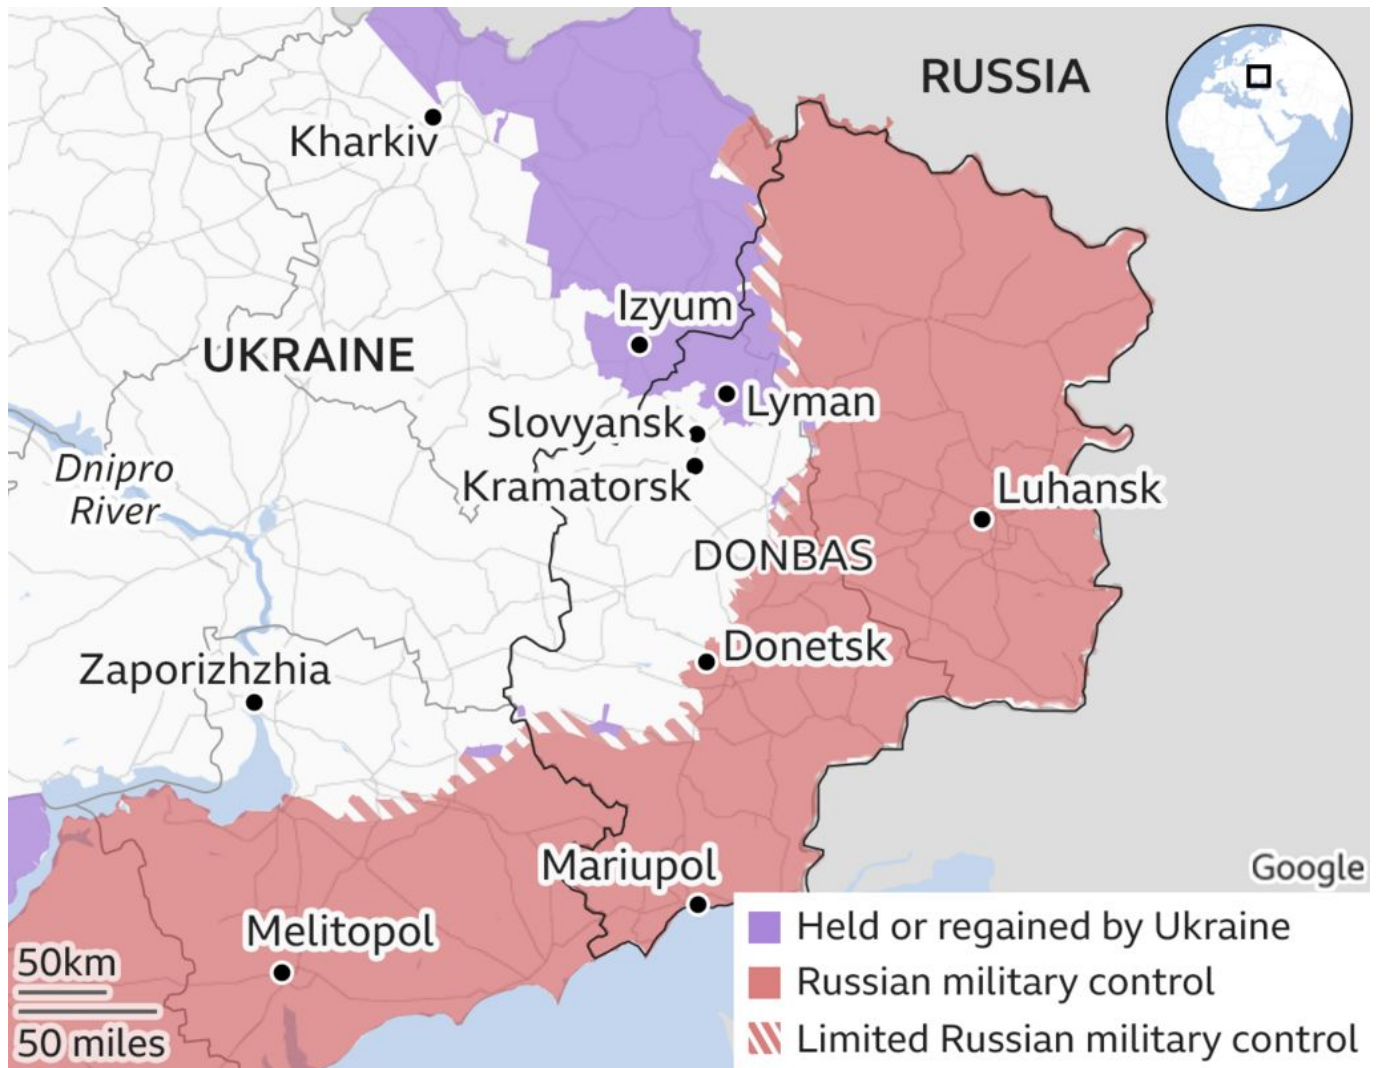 RUSSIA
Kharkiv
Izyum
UKRAINE
Lyman
Slovyansk
Dnipro
River
Kramatorsk
Luhansk
DONBAS
Donetsk
Zaporizhzhia
Mariupol
Google
Melitopol
Held or regained by Ukraine
50km
Russian military control
50 miles
Limited Russian military control